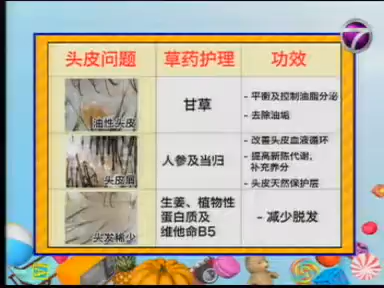 7
头皮问题
草药护理
功效
油性头皮
甘草
- 平衡及控制油脂分泌
- 去除油垢
头皮屑
人参及当归
- 改善头皮血液循环
- 提高新陈代谢,
补充养分
- 头皮天然保护层
头发稀少
生姜、植物性
蛋白质及
维他命B5
- 减少脱发